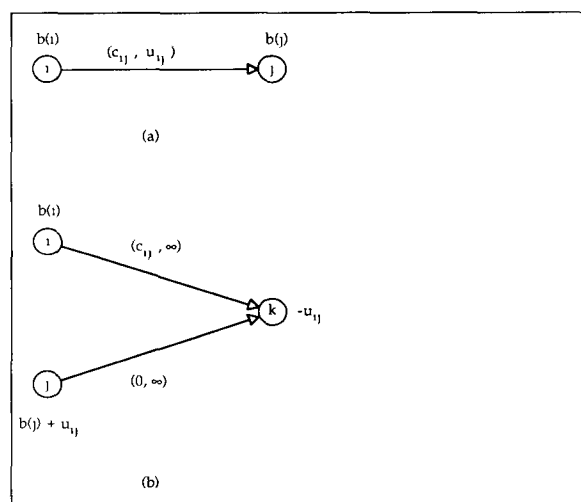 b(i) b(j)
(c_ij , u_ij )
i j
(a)
b(i)
i (c_ij , ∞)
k -u_ij
j (0, ∞)
b(j) + u_ij
(b)